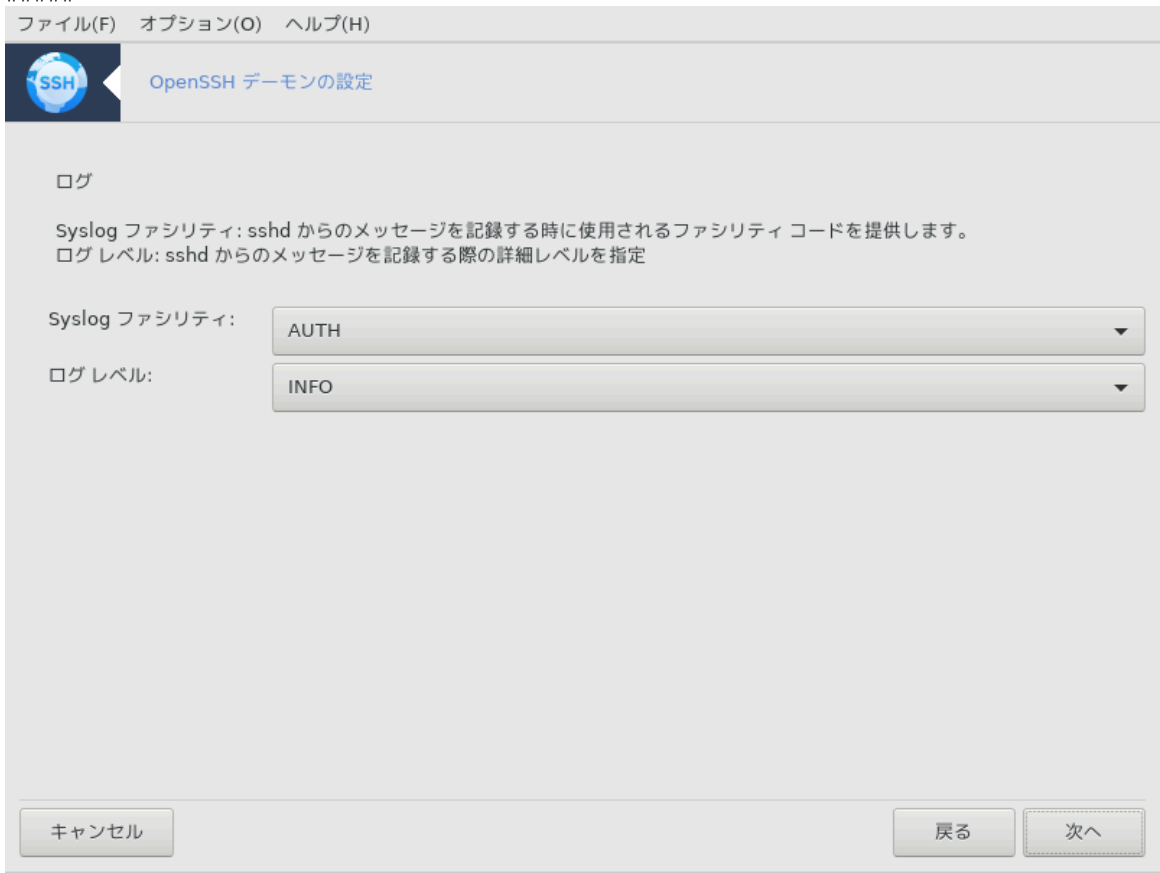 ファイル(F) オプション(O) ヘルプ(H)
SSH
OpenSSH デーモンの設定
ログ
Syslog ファシリティ: sshd からのメッセージを記録する時に使用されるファシリティ コードを提供します。
ログ レベル: sshd からのメッセージを記録する際の詳細レベルを指定
Syslog ファシリティ:
AUTH
ログ レベル:
INFO
キャンセル 戻る 次へ